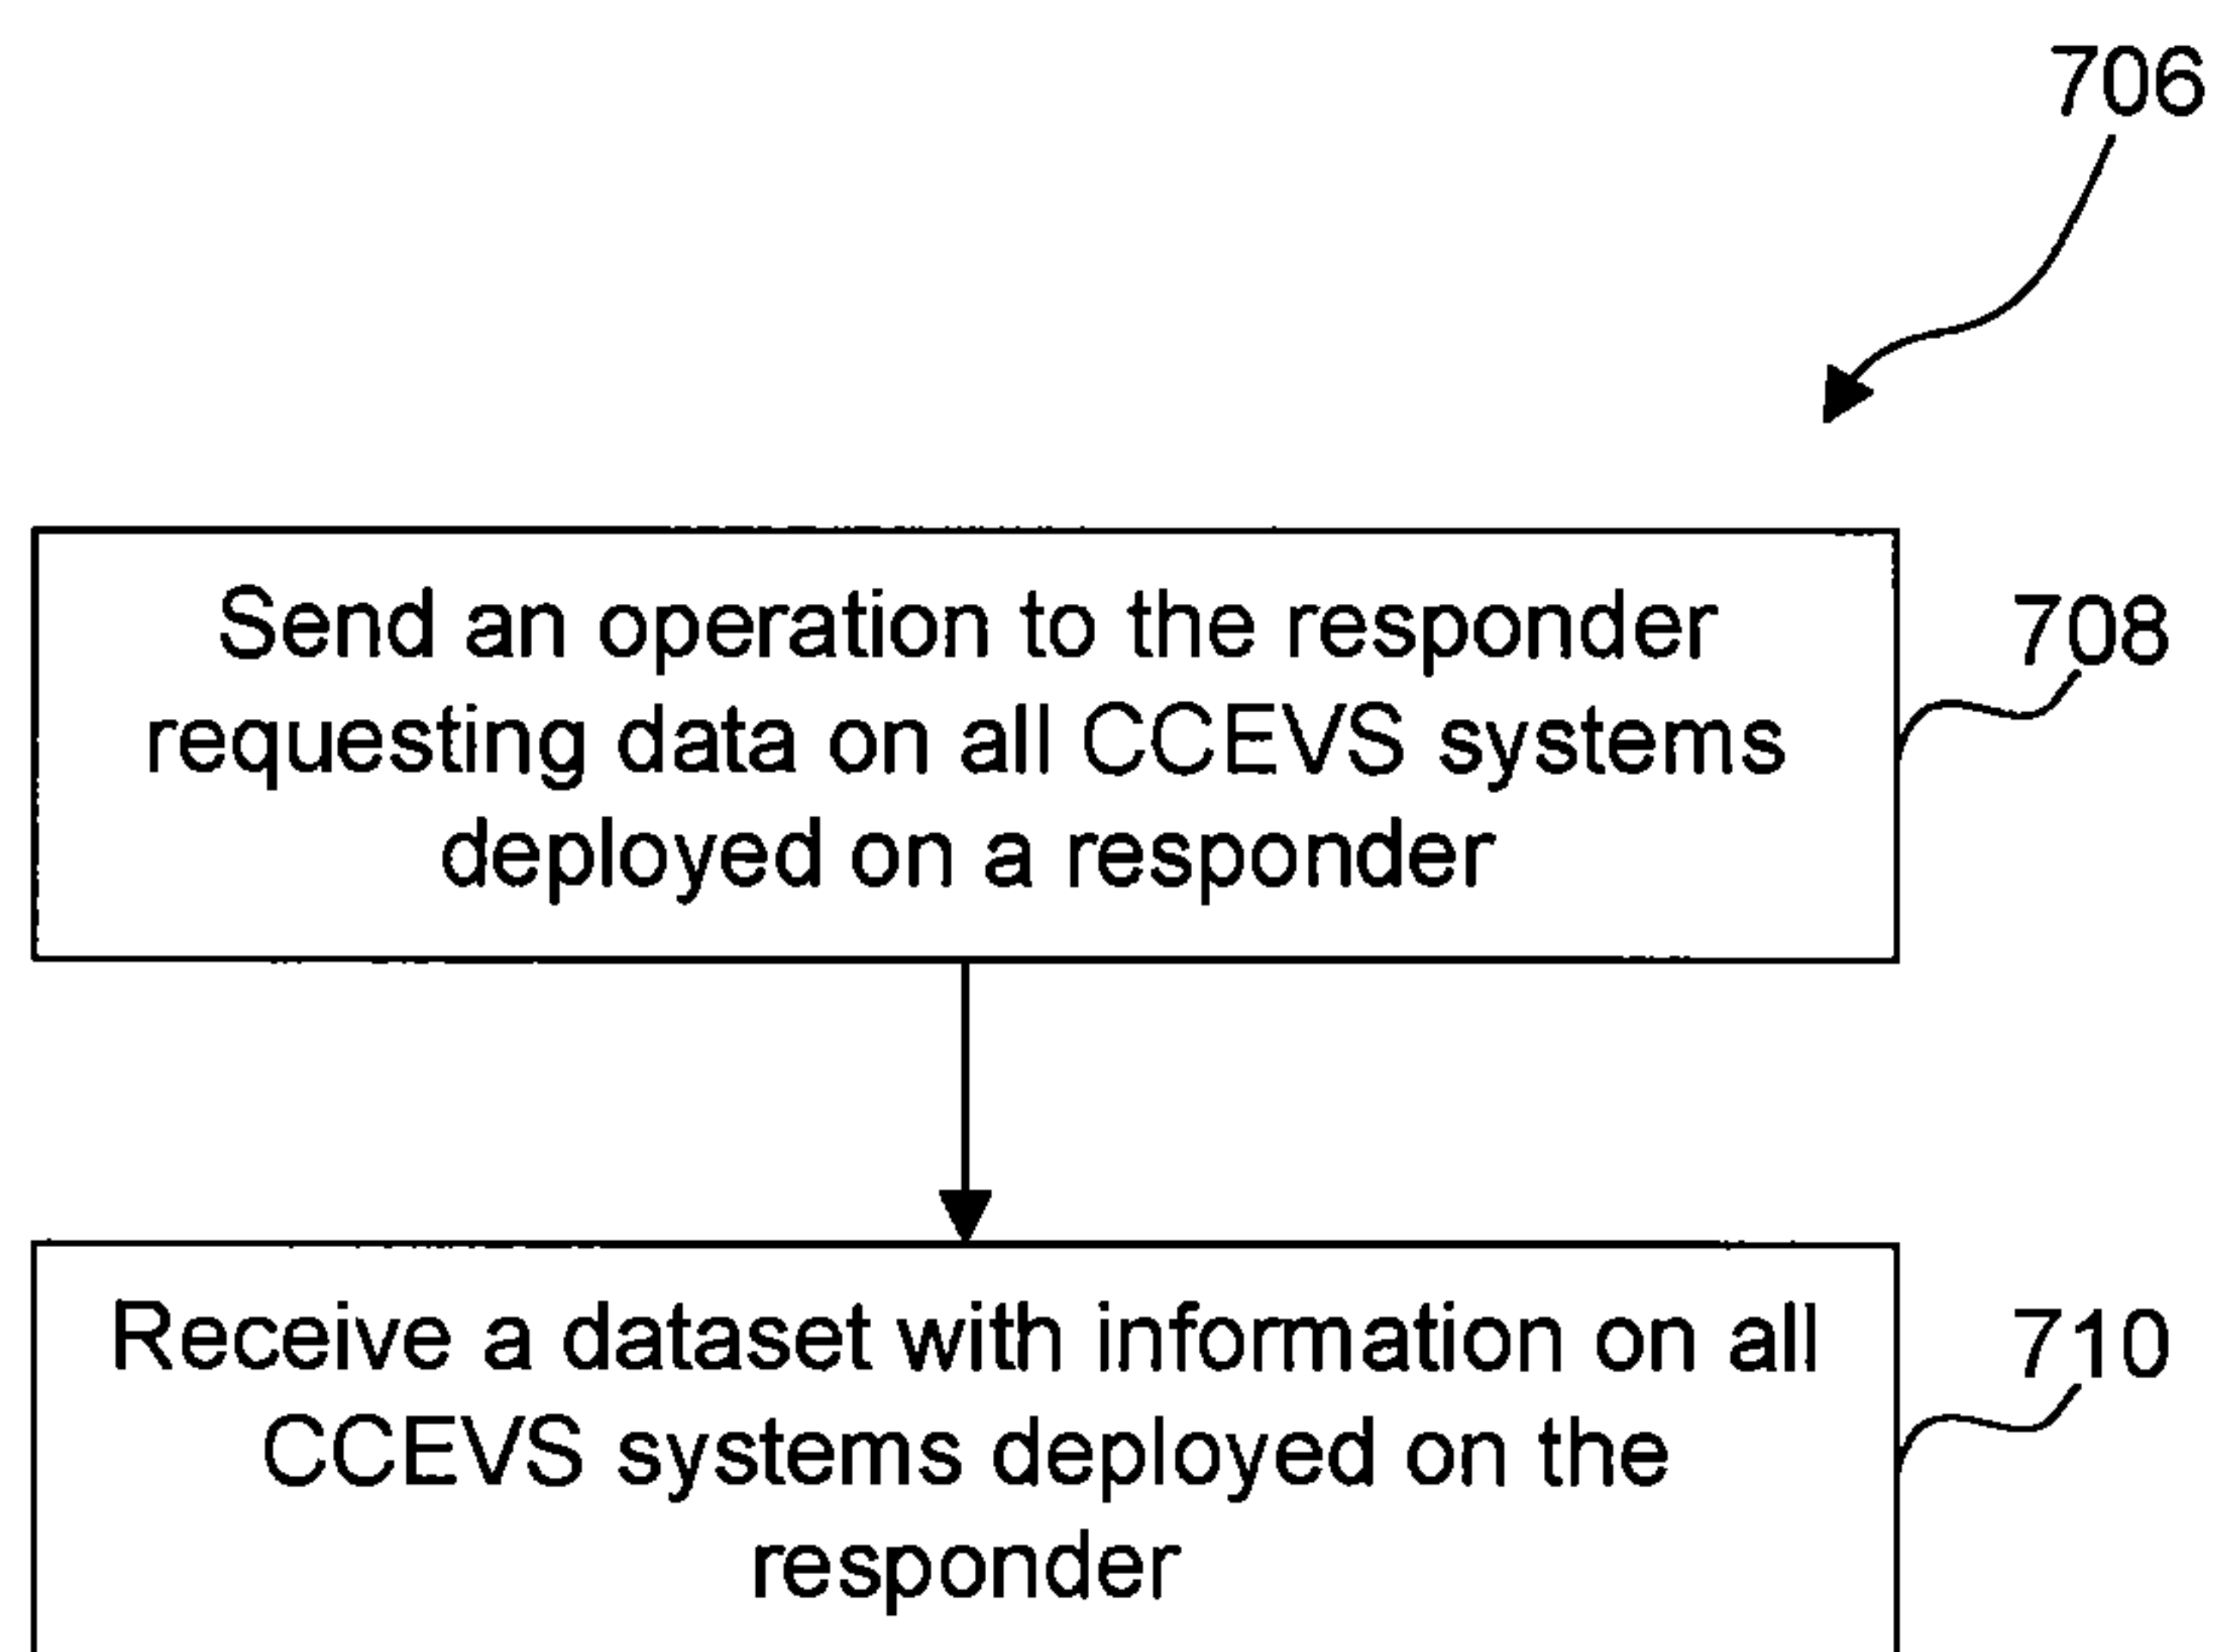 706
Send an operation to the responder
requesting data on all CCEVS systems
deployed on a responder
708
Receive a dataset with information on all
CCEVS systems deployed on the
responder
710